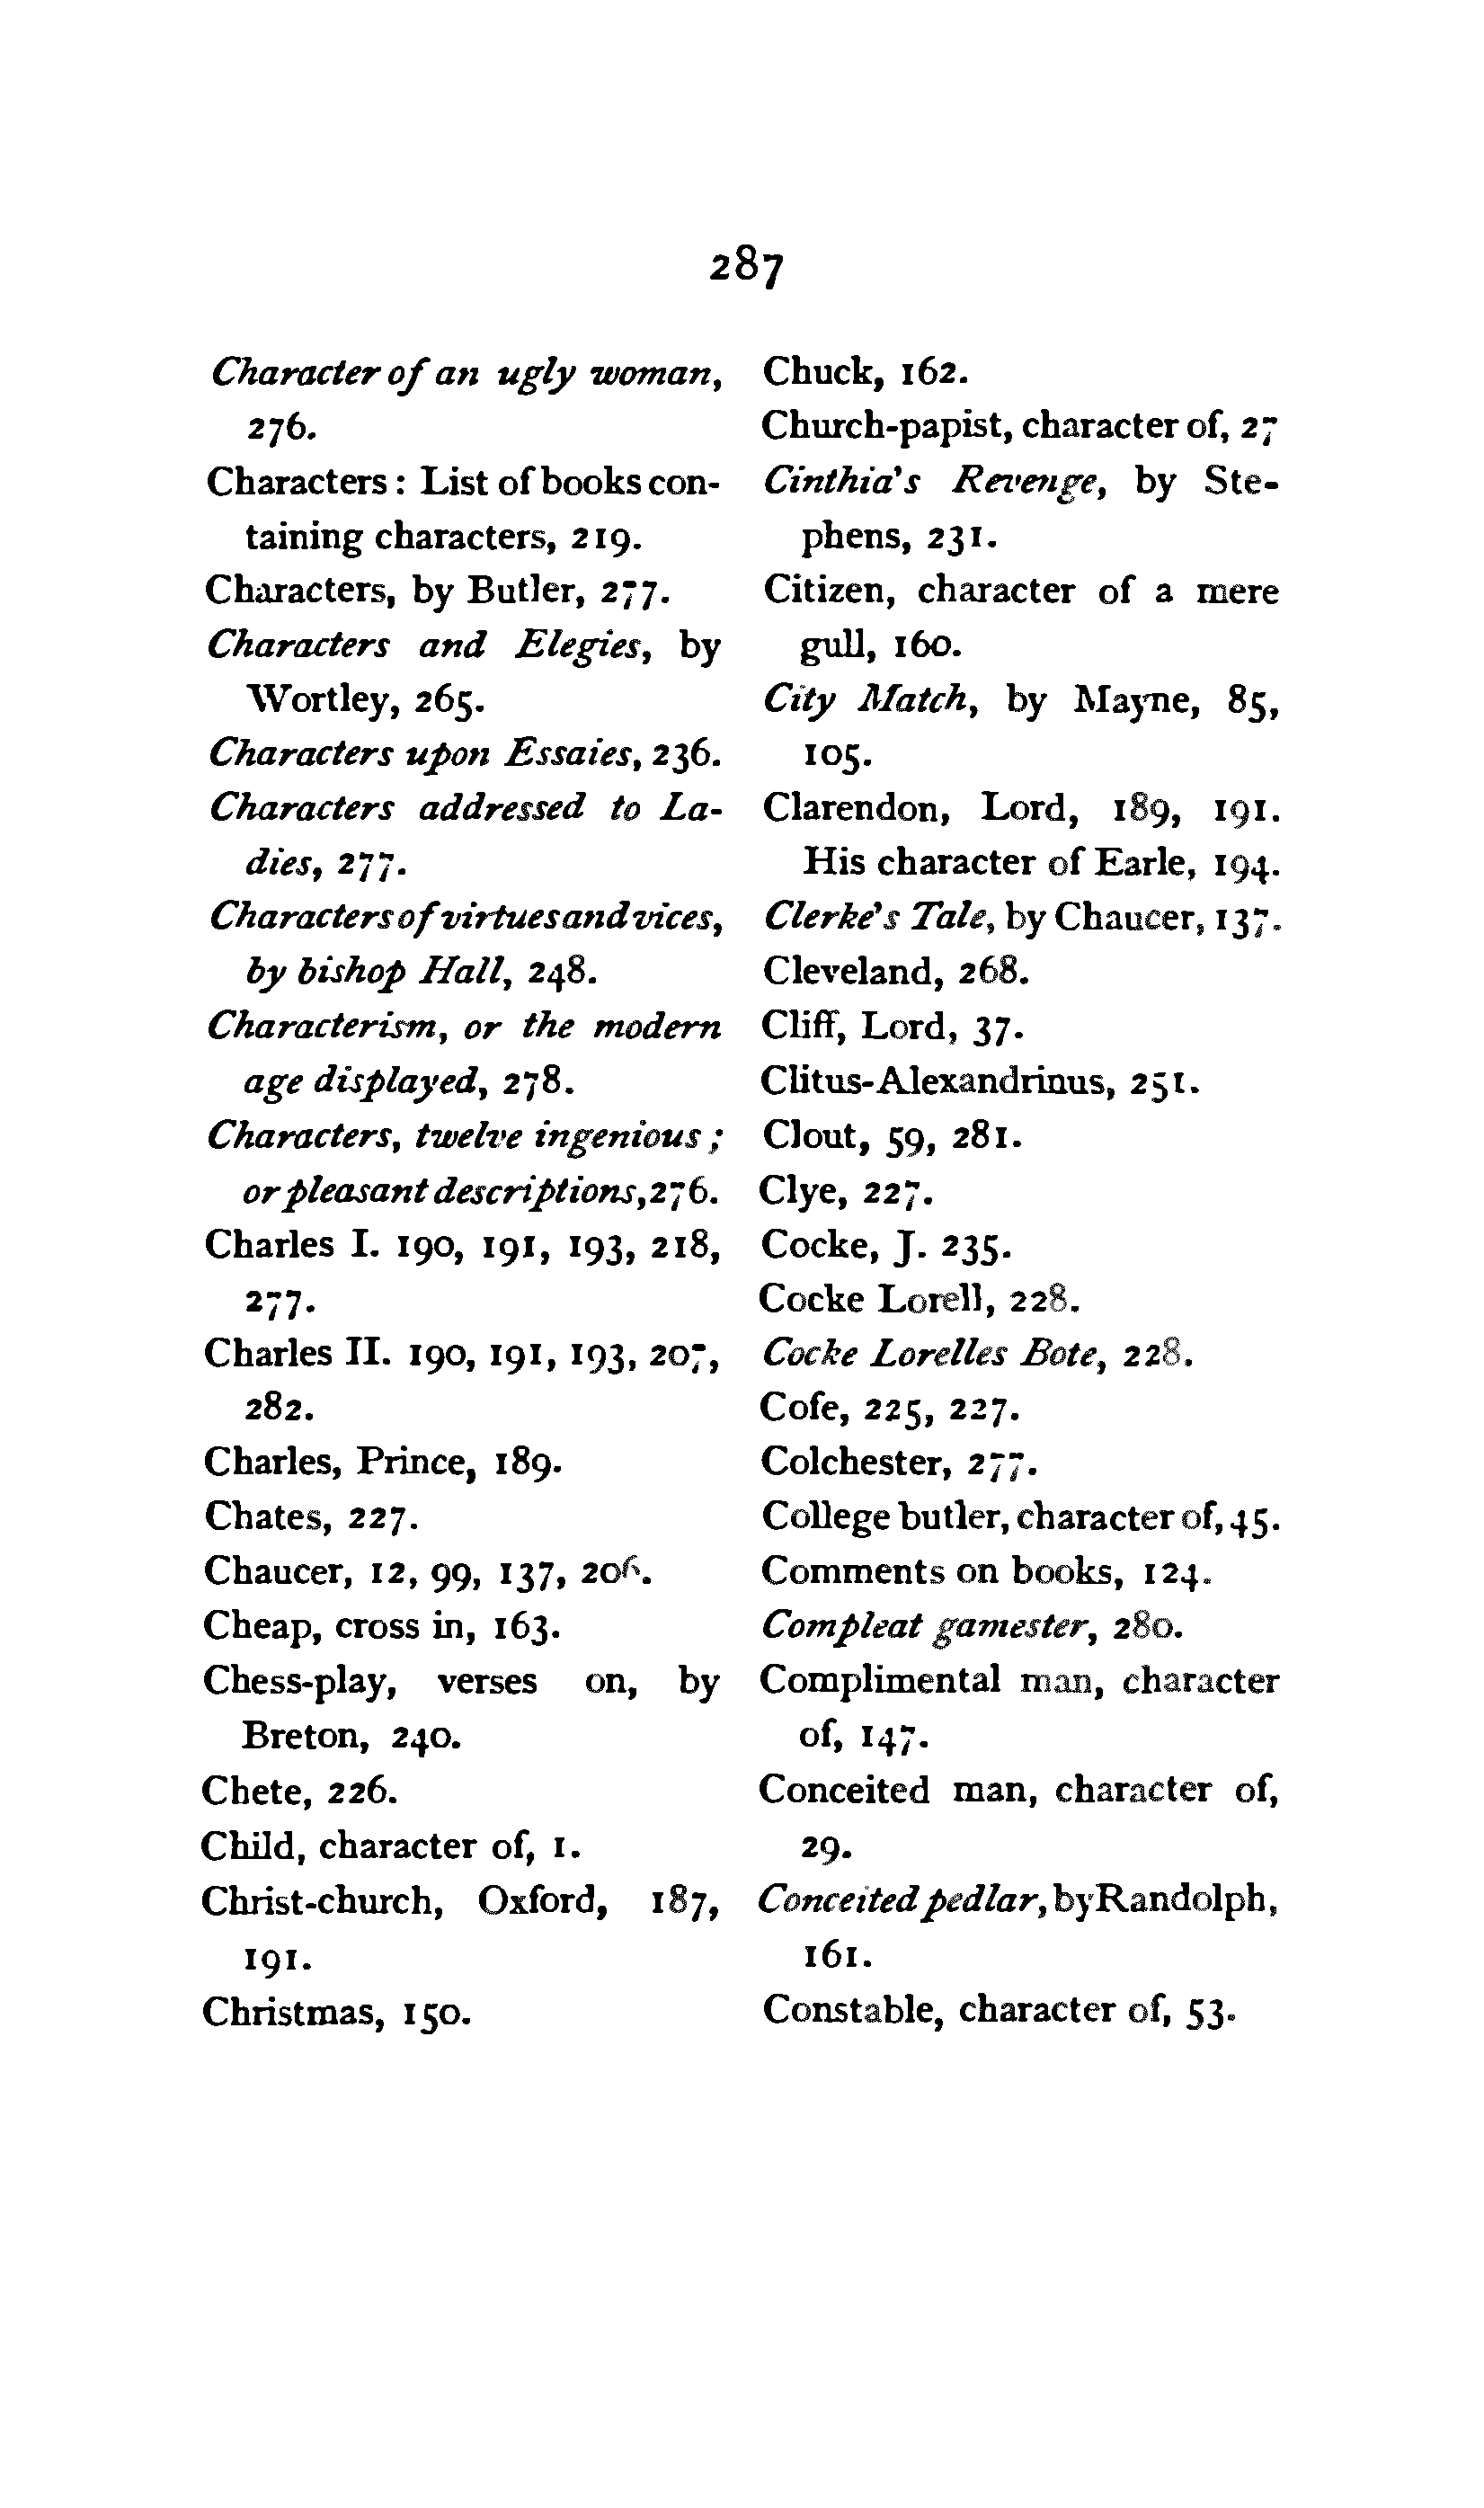 287
Character of an ugly woman,
276.
Characters : List of books con-
taining characters, 219.
Characters, by Butler, 277.
Characters and Elegies, by
Wortley, 265.
Characters upon Essaies, 236.
Characters addressed to La-
dies, 277.
Characters of virtues and vices,
by bishop Hall, 248.
Characterism, or the modern
age displayed, 278.
Characters, twelve ingenious ;
or pleasant descriptions, 276.
Charles I. 190, 191, 193, 218,
277.
Charles II. 190, 191, 193, 207,
282.
Charles, Prince, 189.
Chates, 227.
Chaucer, 12, 99, 137, 206.
Cheap, cross in, 163.
Chess-play, verses on, by
Breton, 240.
Chete, 226.
Child, character of, 1.
Christ-church, Oxford, 187,
191.
Christmas, 150.
Chuck, 162.
Church-papist, character of, 27
Cinthia's Revenge, by Ste-
phens, 231.
Citizen, character of a mere
gull, 160.
City Match, by Mayne, 85,
105.
Clarendon, Lord, 189, 191.
His character of Earle, 194.
Clerke's Tale, by Chaucer, 137.
Cleveland, 268.
Cliff, Lord, 37.
Clitus-Alexandrinus, 251.
Clout, 59, 281.
Clye, 227.
Cocke, J. 235.
Cocke Lorell, 228.
Cocke Lorelles Bote, 228.
Cofe, 225, 227.
Colchester, 277.
College butler, character of, 45.
Comments on books, 124.
Compleat gamester, 280.
Complimental man, character
of, 147.
Conceited man, character of,
29.
Conceited pedlar, by Randolph,
161.
Constable, character of, 53.